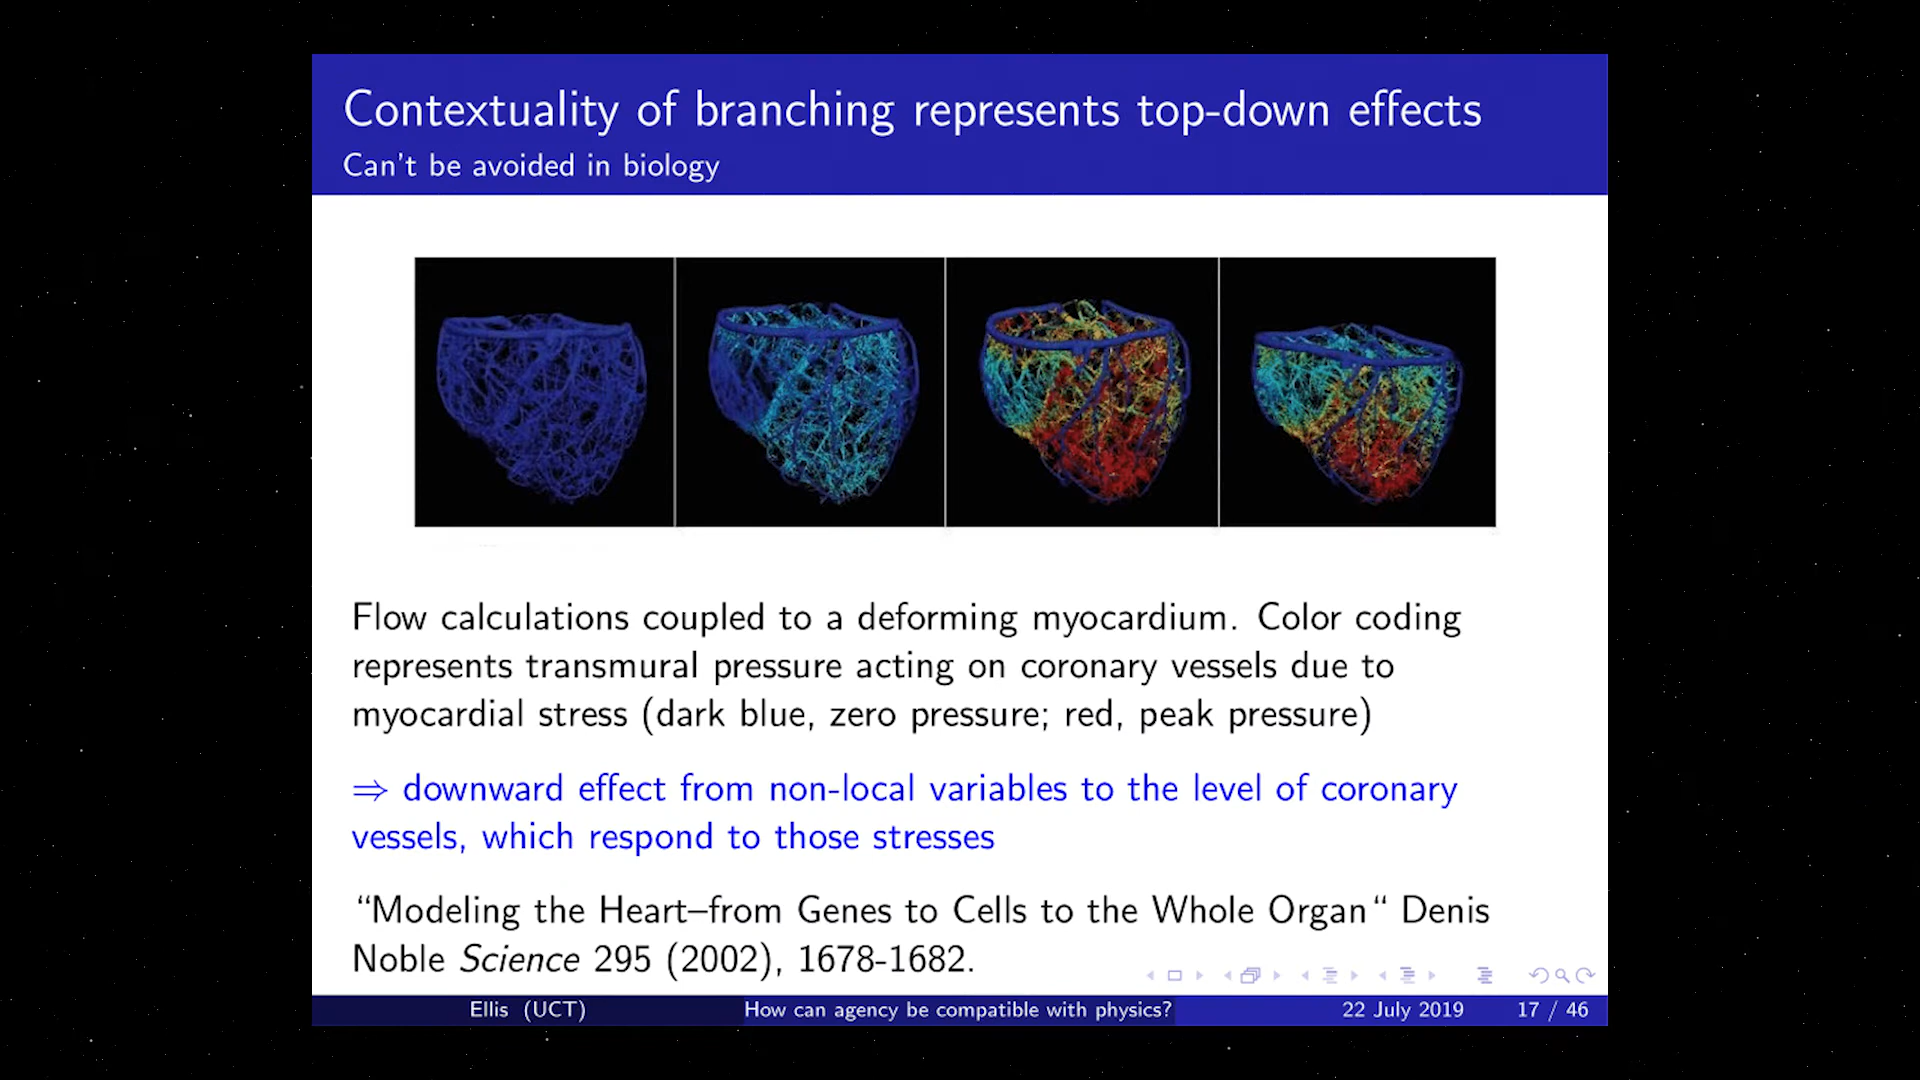 Contextuality of branching represents top-down effects
Can't be avoided in biology
Flow calculations coupled to a deforming myocardium. Color coding
represents transmural pressure acting on coronary vessels due to
myocardial stress (dark blue, zero pressure; red, peak pressure)
⇒ downward effect from non-local variables to the level of coronary
vessels, which respond to those stresses
“Modeling the Heart–from Genes to Cells to the Whole Organ“ Denis
Noble Science 295 (2002), 1678-1682.
Ellis (UCT) How can agency be compatible with physics? 22 July 2019 17 / 46